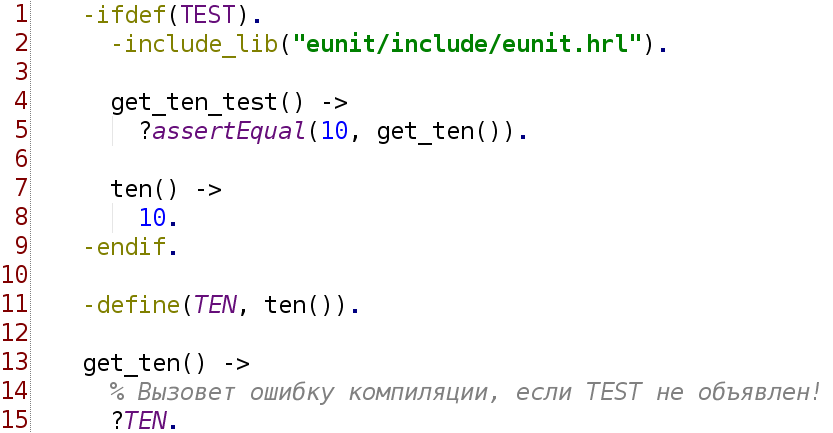 1 -ifdef(TEST).
2 -include_lib("eunit/include/eunit.hrl").
3
4 get_ten_test() ->
5 ?assertEqual(10, get_ten()).
6
7 ten() ->
8 10.
9 -endif.
10
11 -define(TEN, ten()).
12
13 get_ten() ->
14 % Вызовет ошибку компиляции, если TEST не объявлен!
15 ?TEN.